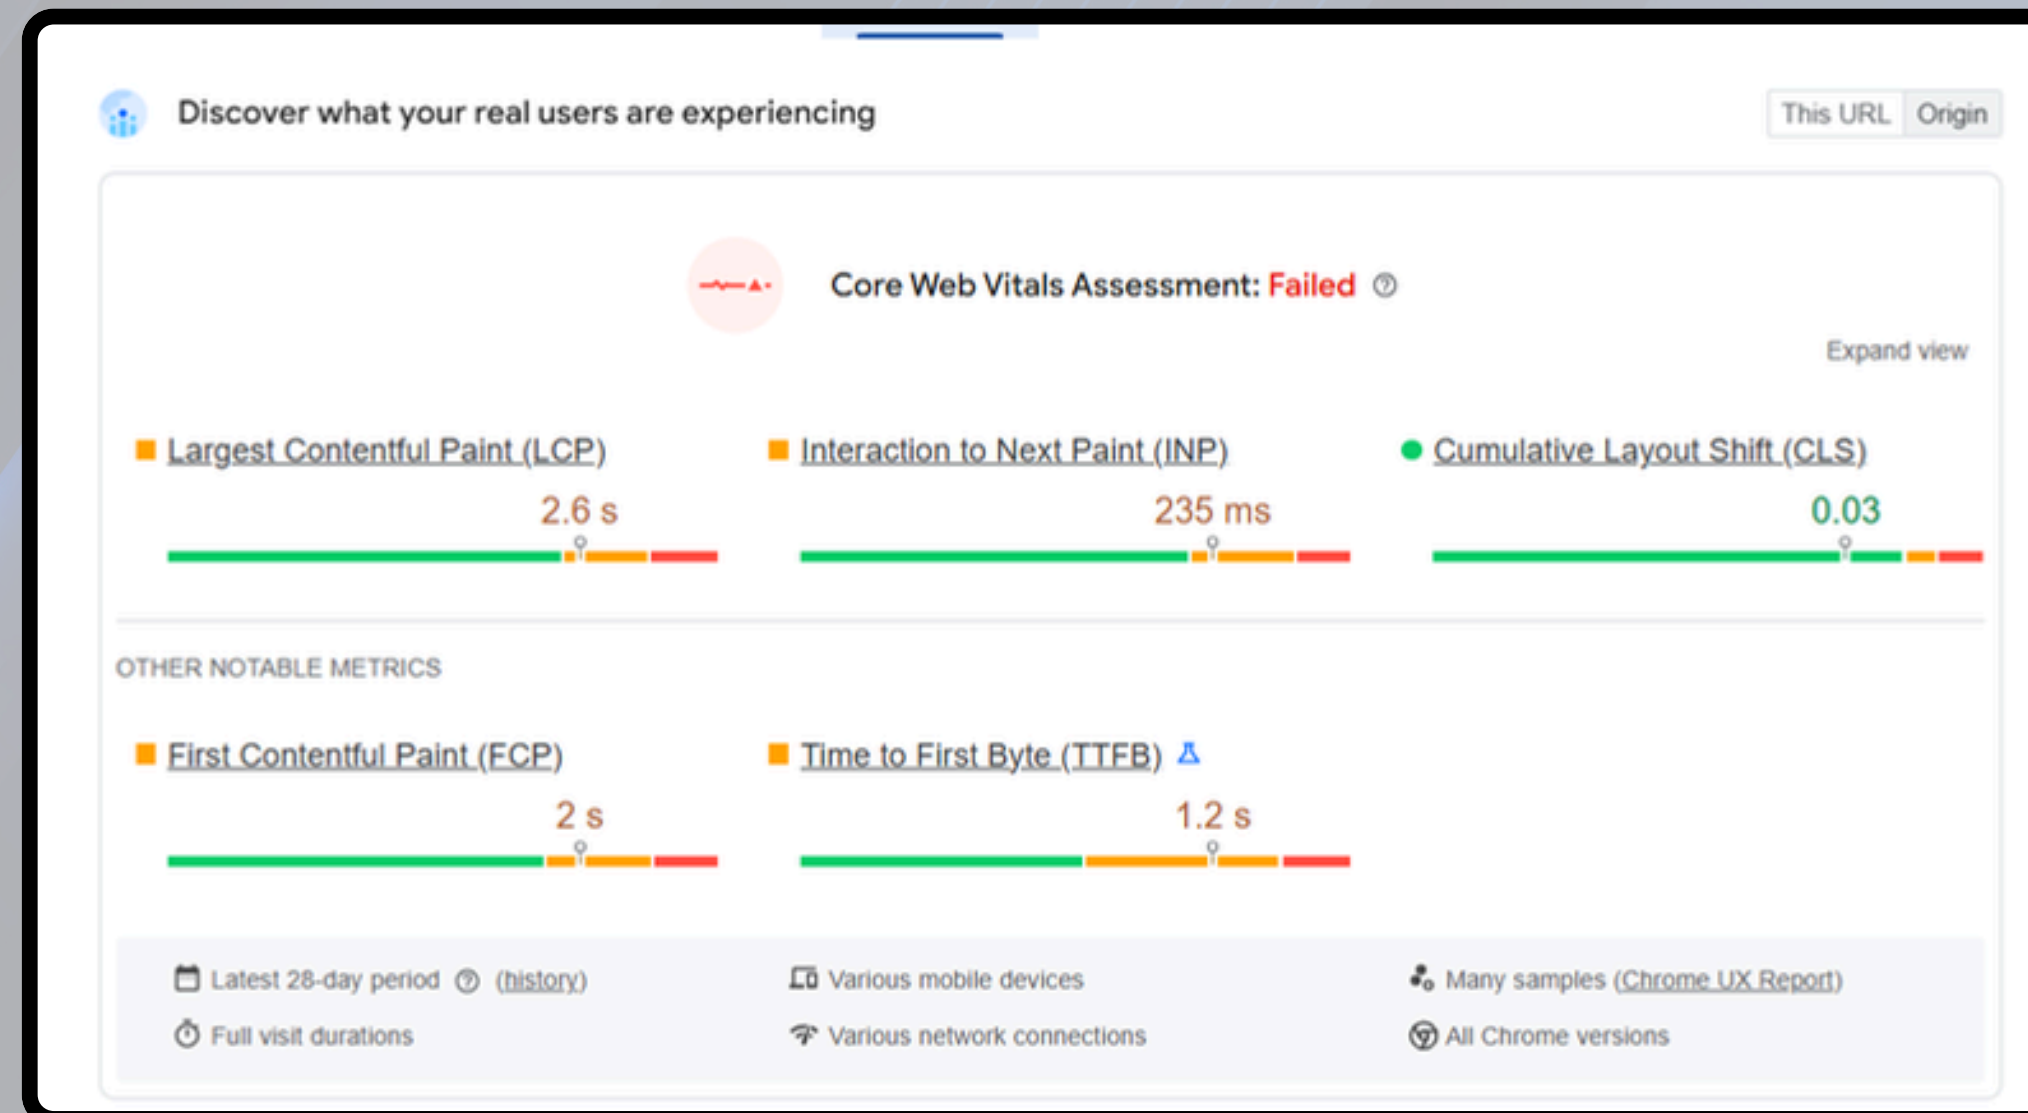 Discover what your real users are experiencing
This URL Origin
Core Web Vitals Assessment: Failed
Expand view
Largest Contentful Paint (LCP)
2.6 s
Interaction to Next Paint (INP)
235 ms
Cumulative Layout Shift (CLS)
0.03
OTHER NOTABLE METRICS
First Contentful Paint (FCP)
2 s
Time to First Byte (TTFB)
1.2 s
Latest 28-day period (history)
Various mobile devices
Many samples (Chrome UX Report)
Full visit durations
Various network connections
All Chrome versions